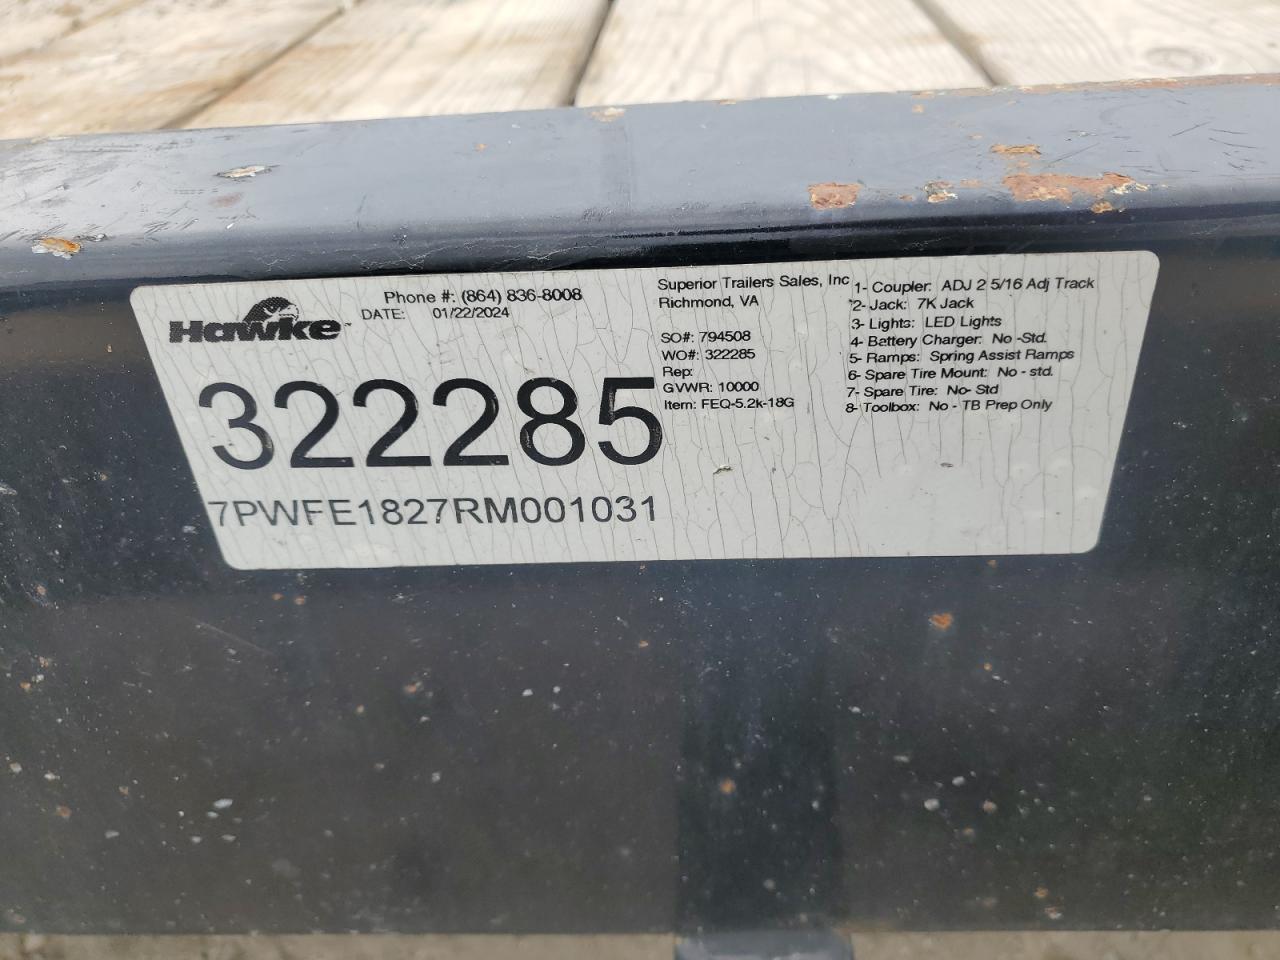 Hawke
Phone #: (864) 836-8008
DATE: 01/22/2024
322285
7PWFE1827RM001031
Superior Trailers Sales, Inc
Richmond, VA
SO#: 794508
WO#: 322285
Rep:
GVWR: 10000
Item: FEQ-5.2k-18G
1- Coupler: ADJ 2 5/16 Adj Track
2- Jack: 7K Jack
3- Lights: LED Lights
4- Battery Charger: No -Std.
5- Ramps: Spring Assist Ramps
6- Spare Tire Mount: No - std.
7- Spare Tire: No- Std
8- Toolbox: No - TB Prep Only